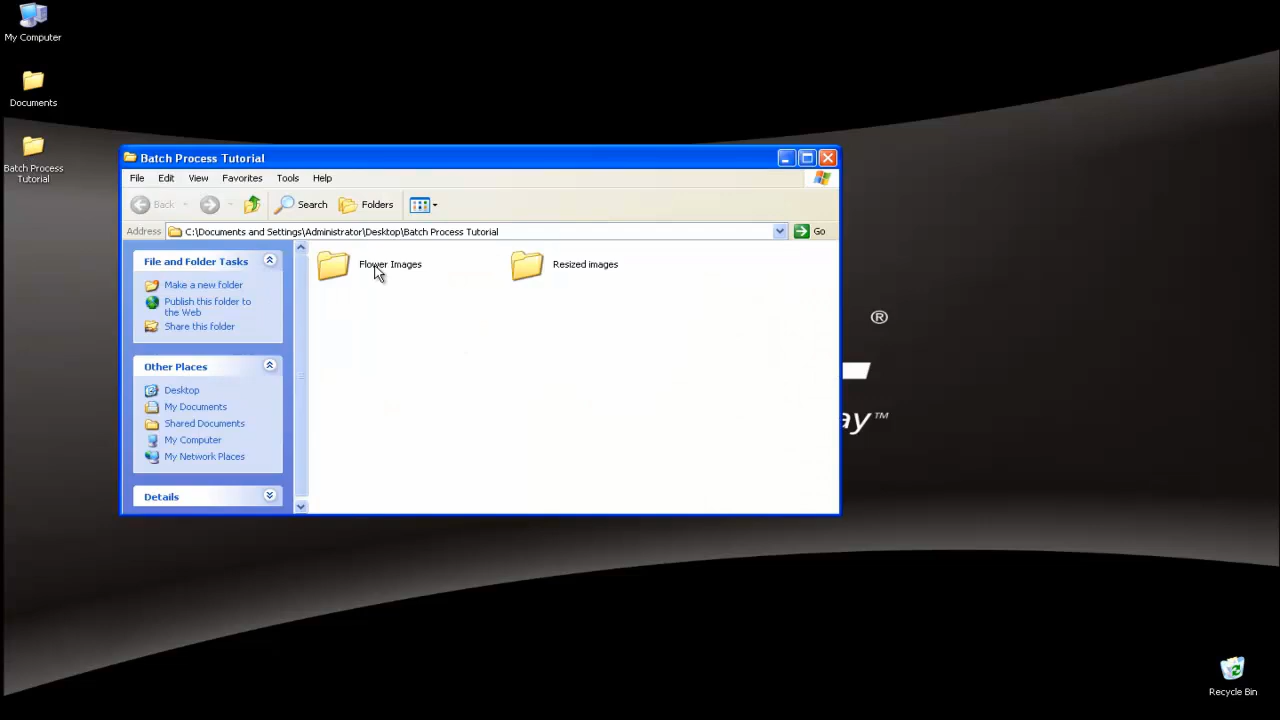 My Computer
Documents
Batch Process
Tutorial
Batch Process Tutorial
File Edit View Favorites Tools Help
Back Search Folders
Address C:\Documents and Settings\Administrator\Desktop\Batch Process Tutorial Go
File and Folder Tasks
Make a new folder
Publish this folder to
the Web
Share this folder
Other Places
Desktop
My Documents
Shared Documents
My Computer
My Network Places
Details
Flower Images
Resized images
®
ay™
Recycle Bin